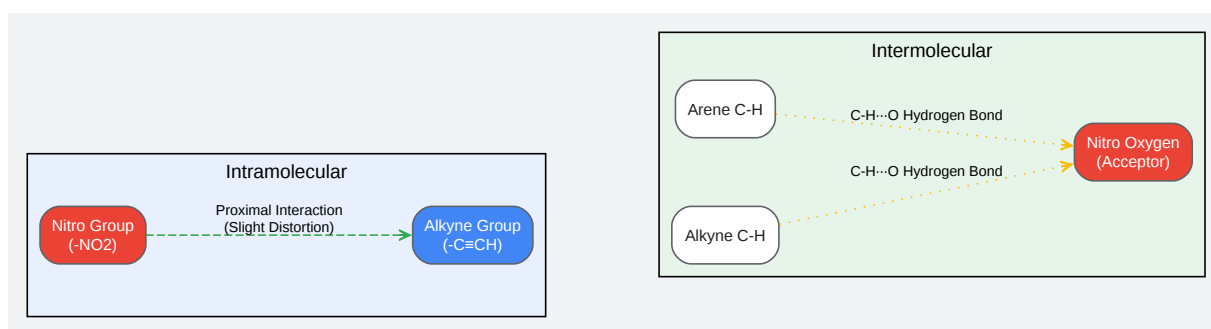 Intramolecular
Nitro Group
(-NO2)
Proximal Interaction
(Slight Distortion)
Alkyne Group
(-C≡CH)
Intermolecular
Arene C-H
C-H···O Hydrogen Bond
Nitro Oxygen
(Acceptor)
C-H···O Hydrogen Bond
Alkyne C-H